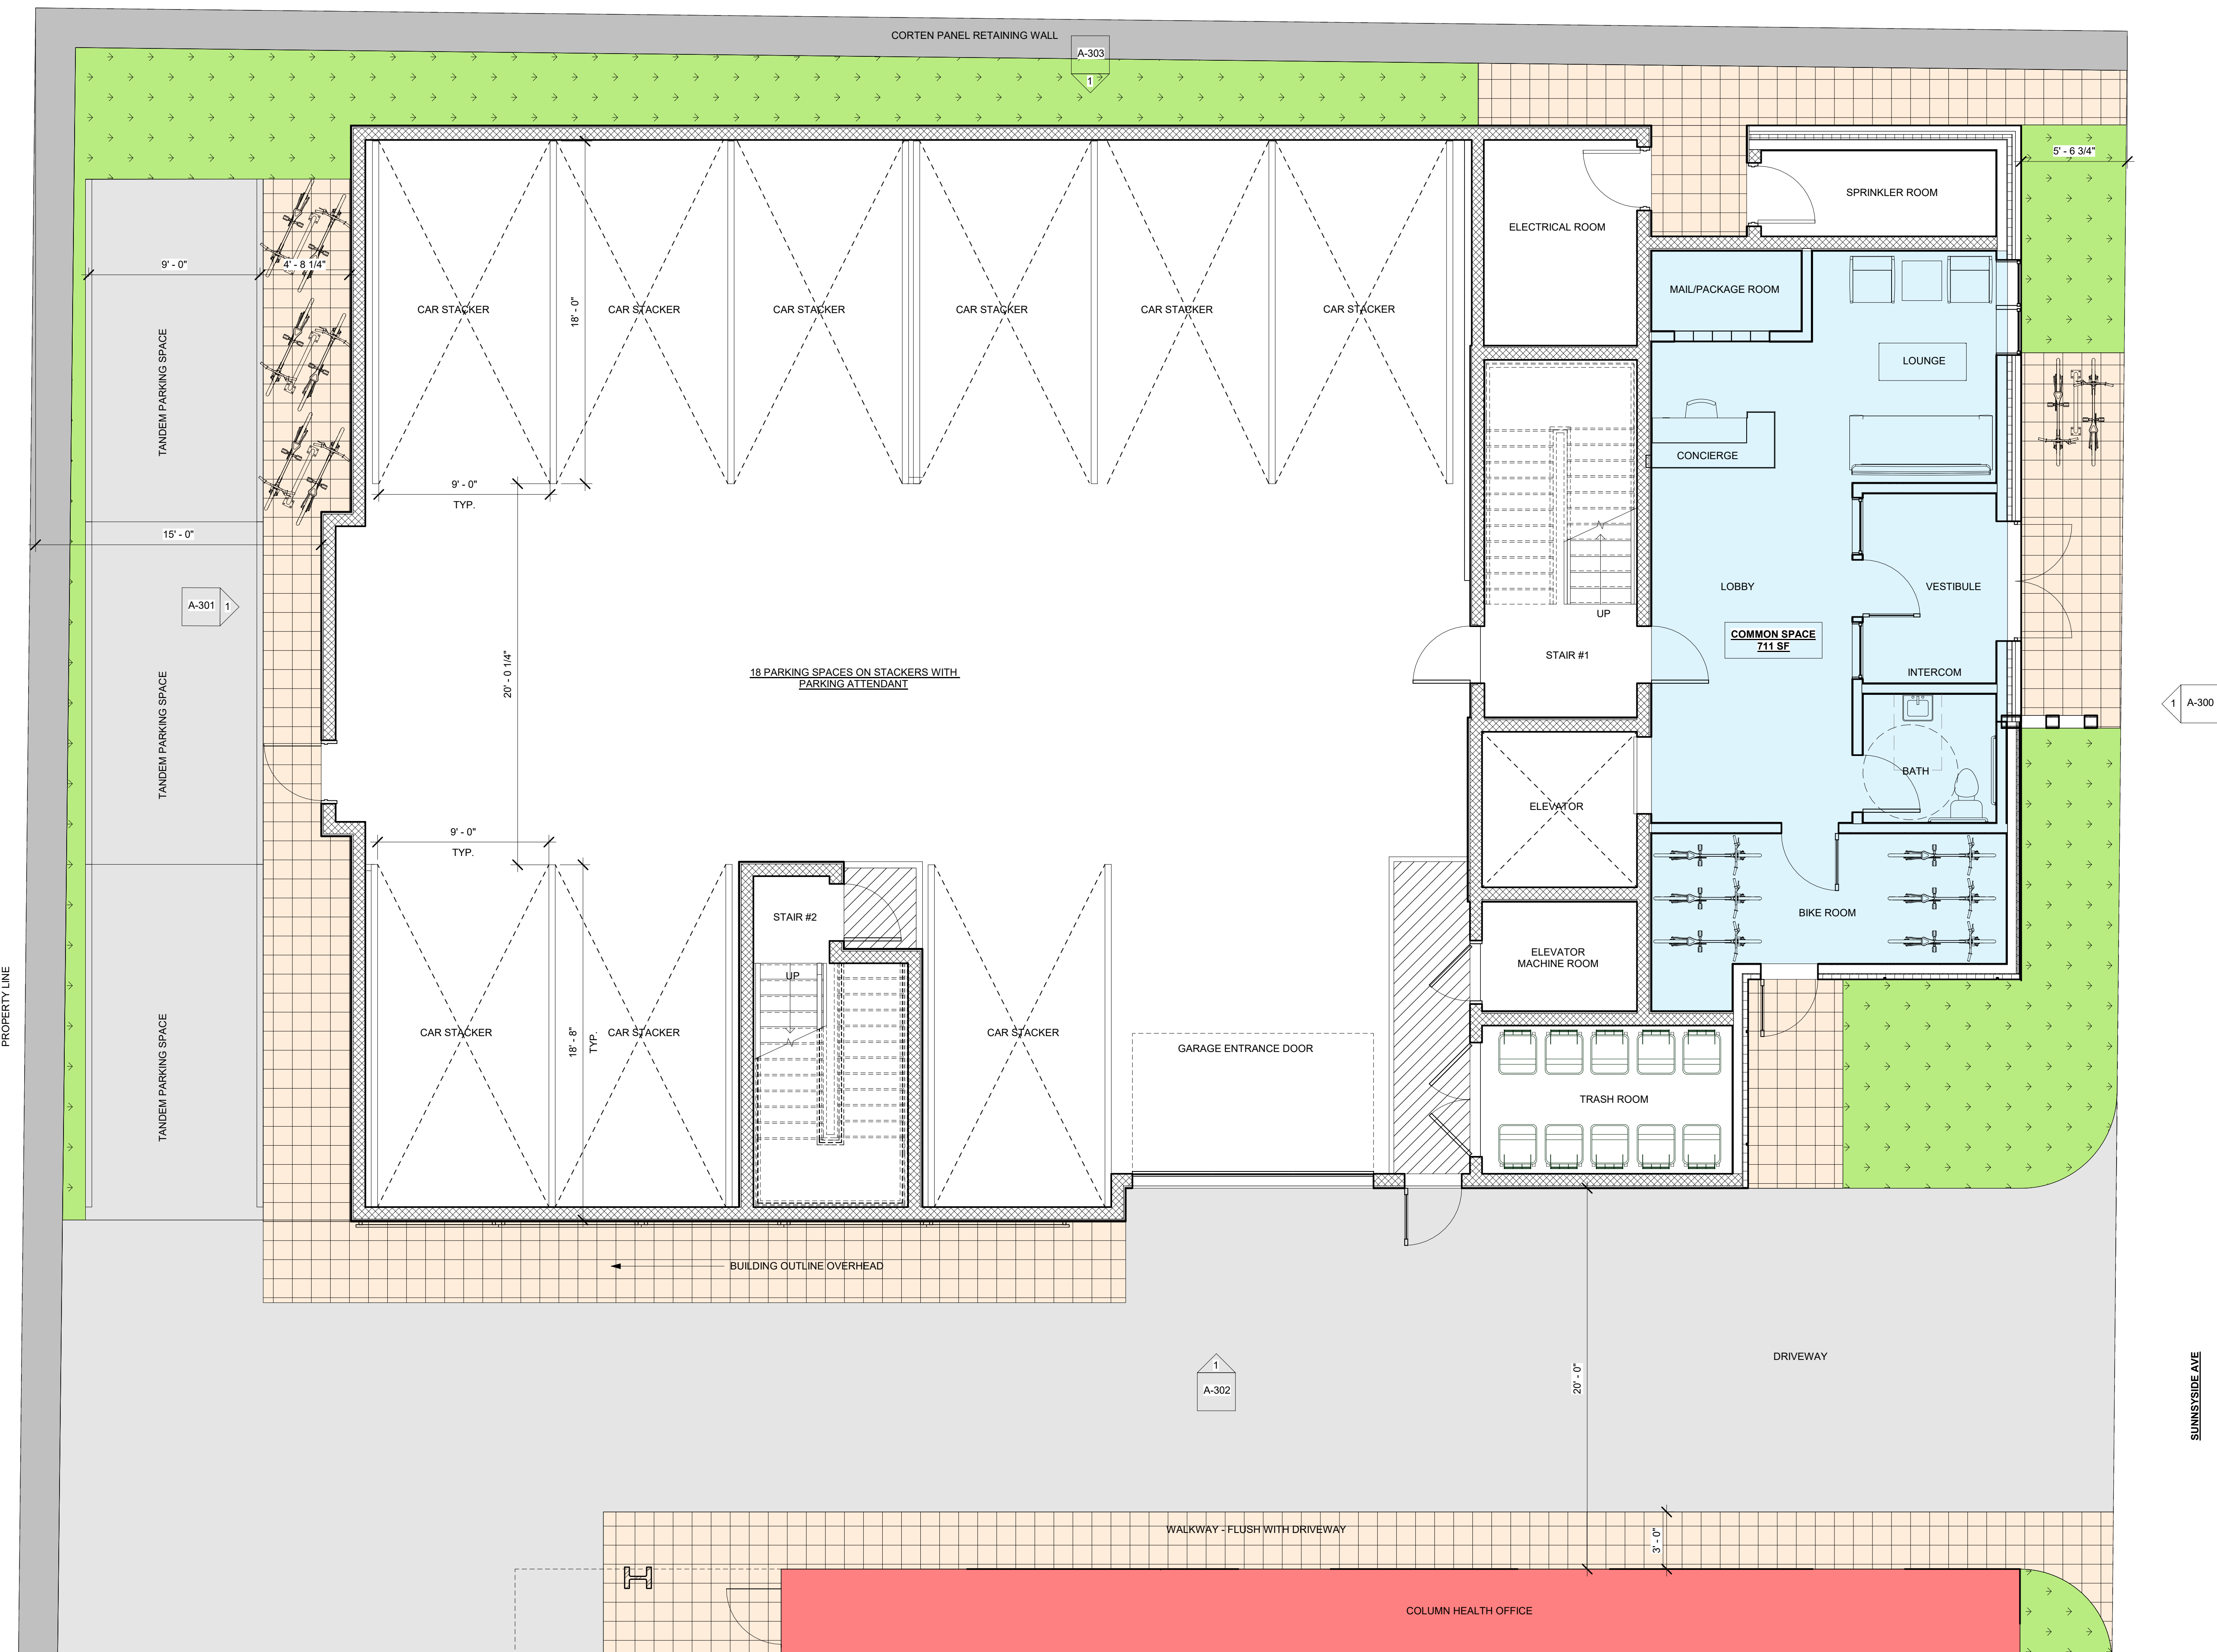 CORTEN PANEL RETAINING WALL
A-303
1
5' - 6 3/4"
SPRINKLER ROOM
ELECTRICAL ROOM
9' - 0"
4' - 8 1/4"
MAIL/PACKAGE ROOM
CAR STACKER
CAR STACKER
CAR STACKER
CAR STACKER
CAR STACKER
CAR STACKER
18' - 0"
TANDEM PARKING SPACE
LOUNGE
CONCIERGE
9' - 0"
TYP.
15' - 0"
A-301
1
LOBBY
VESTIBULE
UP
COMMON SPACE
711 SF
STAIR #1
INTERCOM
20' - 0 1/4"
18 PARKING SPACES ON STACKERS WITH
PARKING ATTENDANT
1
A-300
TANDEM PARKING SPACE
BATH
ELEVATOR
9' - 0"
TYP.
STAIR #2
BIKE ROOM
ELEVATOR
MACHINE ROOM
UP
PROPERTY LINE
CAR STACKER
CAR STACKER
CAR STACKER
18' - 8"
TYP.
GARAGE ENTRANCE DOOR
TANDEM PARKING SPACE
TRASH ROOM
BUILDING OUTLINE OVERHEAD
DRIVEWAY
1
A-302
20' - 0"
SUNNSYSIDE AVE
WALKWAY - FLUSH WITH DRIVEWAY
3' - 0"
COLUMN HEALTH OFFICE